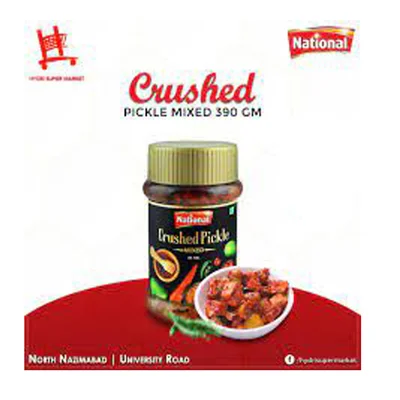 HYDRI SUPER MARKET
National
Crushed
PICKLE MIXED 390 GM
National
Crushed Pickle
MIXED
NORTH NAZIMABAD | UNIVERSITY ROAD
f /hydrisupermarket